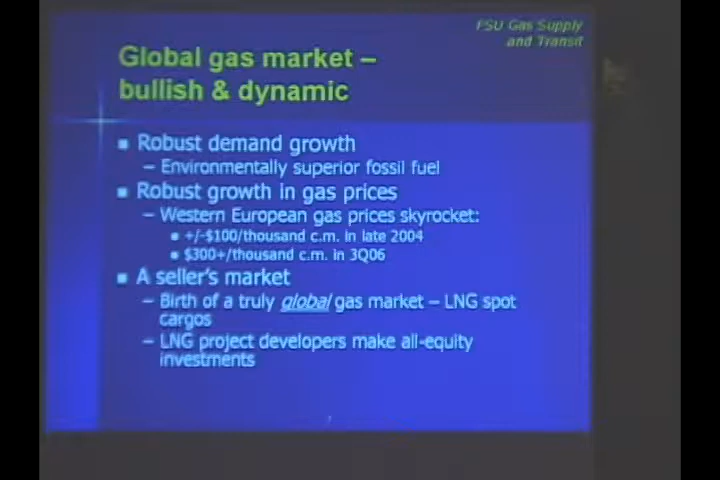 FSU Gas Supply
and Transit
Global gas market –
bullish & dynamic
Robust demand growth
– Environmentally superior fossil fuel
Robust growth in gas prices
– Western European gas prices skyrocket:
+/-$100/thousand c.m. in late 2004
$300+/thousand c.m. in 3Q06
A seller's market
– Birth of a truly global gas market – LNG spot
cargos
– LNG project developers make all-equity
investments